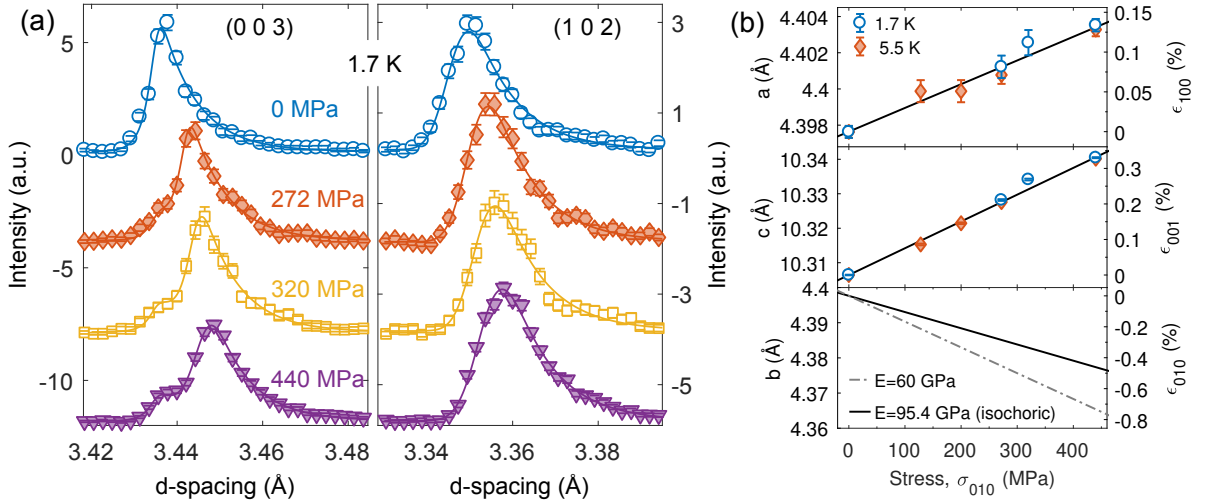 (a)
(0 0 3)
(1 0 2)
1.7 K
0 MPa
272 MPa
320 MPa
440 MPa
Intensity (a.u.)
5
0
-5
-10
3.42
3.44
3.46
3.48
d-spacing (Å)
Intensity (a.u.)
3
1
-1
-3
-5
3.34
3.36
3.38
d-spacing (Å)
(b)
1.7 K
5.5 K
a (Å)
4.404
4.402
4.4
4.398
ϵ100 (%)
0.15
0.1
0.05
0
c (Å)
10.34
10.33
10.32
10.31
ϵ001 (%)
0.3
0.2
0.1
0
b (Å)
4.4
4.39
4.38
4.37
4.36
ϵ010 (%)
0
-0.2
-0.4
-0.6
-0.8
E=60 GPa
E=95.4 GPa (isochoric)
0
100
200
300
400
Stress, σ010 (MPa)